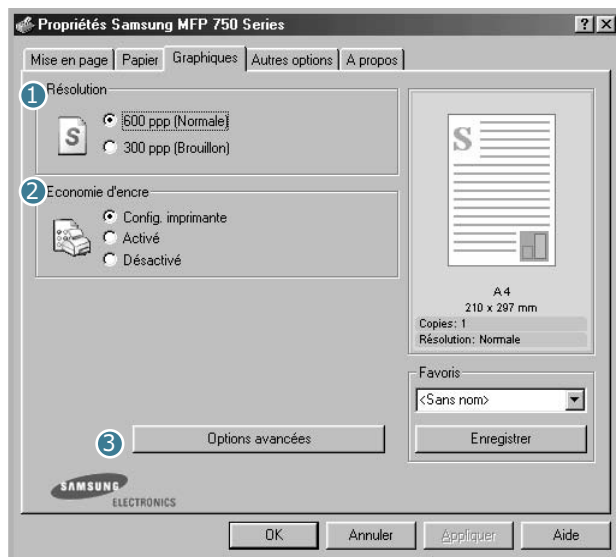 Propriétés Samsung MFP 750 Series
? X
Mise en page Papier Graphiques Autres options A propos
1 Résolution
S
600 ppp (Normale)
300 ppp (Brouillon)
2 Economie d'encre
Config. imprimante
Activé
Désactivé
S
A4
210 x 297 mm
Copies: 1
Résolution: Normale
Favoris
<Sans nom>
3 Options avancées
Enregistrer
SAMSUNG
ELECTRONICS
OK Annuler Appliquer Aide